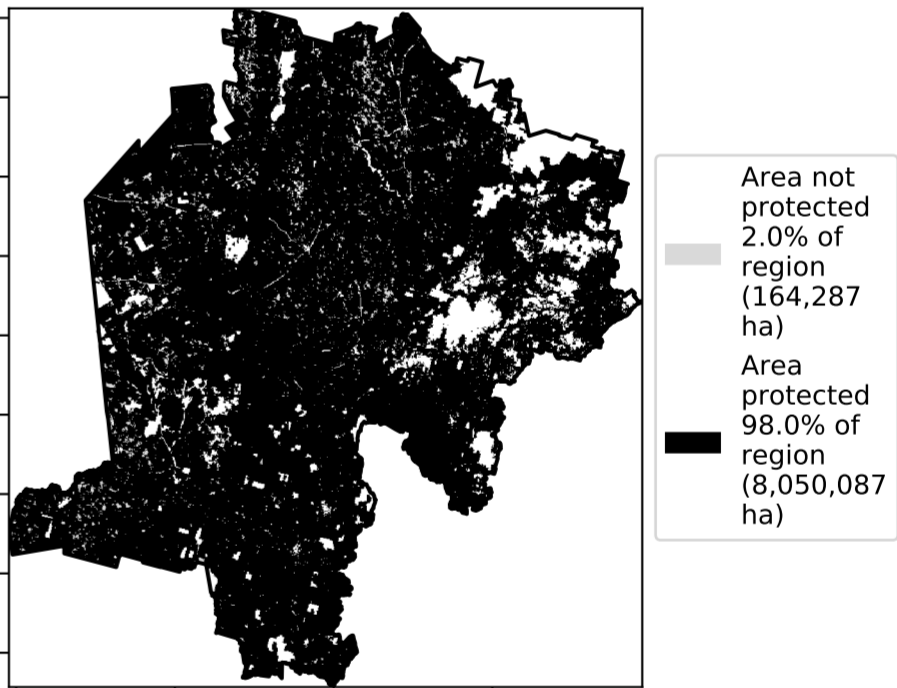 Area not
protected
2.0% of
region
(164,287
ha)
Area
protected
98.0% of
region
(8,050,087
ha)